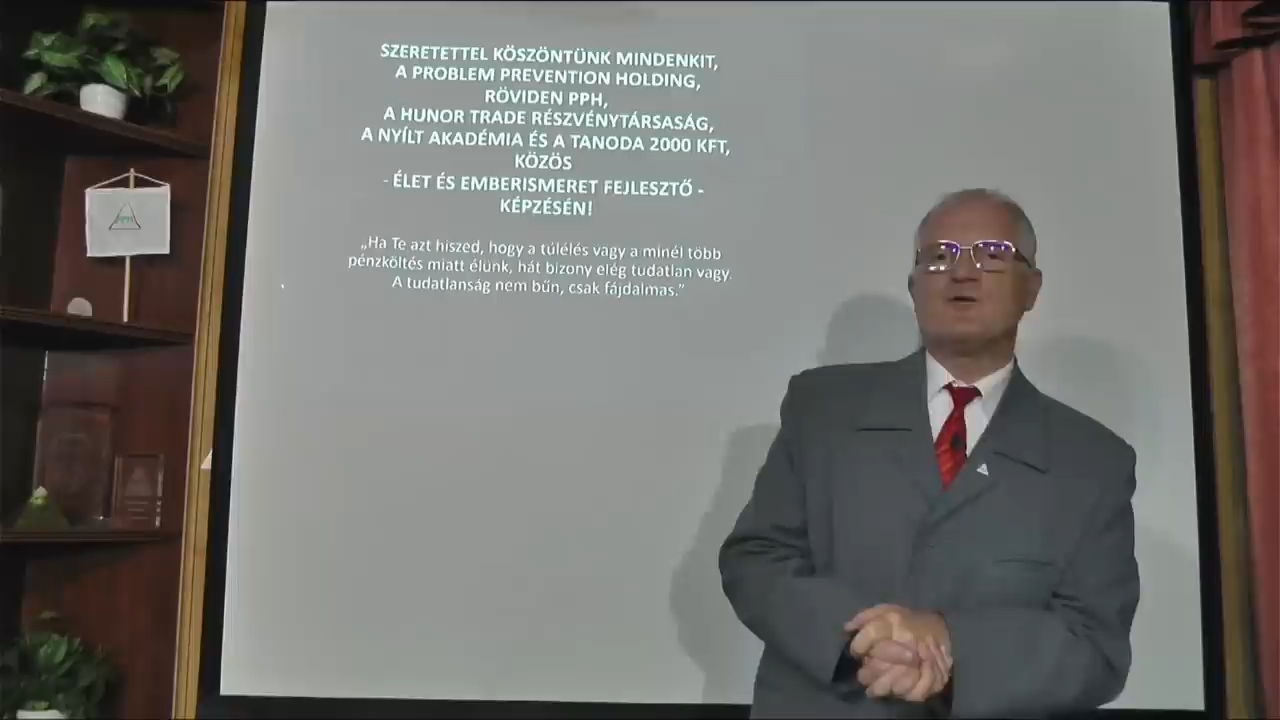 SZERETETTEL KÖSZÖNTÜNK MINDENKIT,
A PROBLEM PREVENTION HOLDING,
RÖVIDEN PPH,
A HUNOR TRADE RÉSZVÉNYTÁRSASÁG,
A NYÍLT AKADÉMIA ÉS A TANODA 2000 KFT,
KÖZÖS
- ÉLET ÉS EMBERISMERET FEJLESZTŐ -
KÉPZÉSÉN!
„Ha Te azt hiszed, hogy a túlélés vagy a minél több
pénzköltés miatt élünk, hát bizony elég tudatlan vagy.
A tudatlanság nem bűn, csak fájdalmas.”
PPH